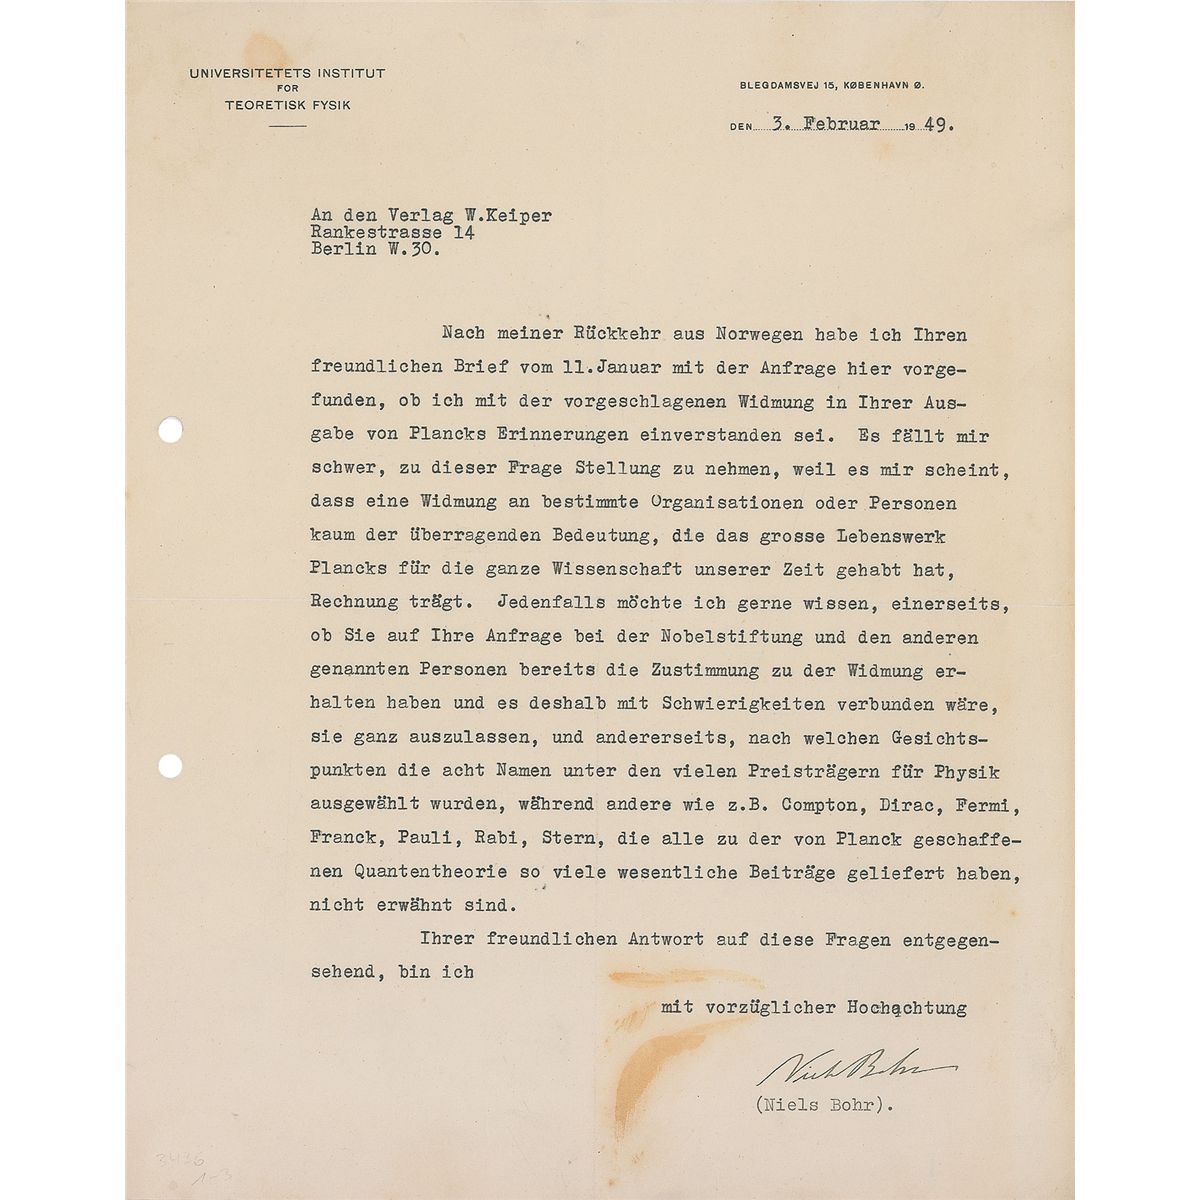 UNIVERSITETETS INSTITUT
FOR
TEORETISK FYSIK
BLEGDAMSVEJ 15, KØBENHAVN Ø.
DEN 3. Februar 1949.
An den Verlag W.Keiper
Rankestrasse 14
Berlin W.30.
Nach meiner Rückkehr aus Norwegen habe ich Ihren
freundlichen Brief vom 11.Januar mit der Anfrage hier vorge-
funden, ob ich mit der vorgeschlagenen Widmung in Ihrer Aus-
gabe von Plancks Erinnerungen einverstanden sei. Es fällt mir
schwer, zu dieser Frage Stellung zu nehmen, weil es mir scheint,
dass eine Widmung an bestimmte Organisationen oder Personen
kaum der überragenden Bedeutung, die das grosse Lebenswerk
Plancks für die ganze Wissenschaft unserer Zeit gehabt hat,
Rechnung trägt. Jedenfalls möchte ich gerne wissen, einerseits,
ob Sie auf Ihre Anfrage bei der Nobelstiftung und den anderen
genannten Personen bereits die Zustimmung zu der Widmung er-
halten haben und es deshalb mit Schwierigkeiten verbunden wäre,
sie ganz auszulassen, und andererseits, nach welchen Gesichts-
punkten die acht Namen unter den vielen Preisträgern für Physik
ausgewählt wurden, während andere wie z.B. Compton, Dirac, Fermi,
Franck, Pauli, Rabi, Stern, die alle zu der von Planck geschaffe-
nen Quantentheorie so viele wesentliche Beiträge geliefert haben,
nicht erwähnt sind.
Ihrer freundlichen Antwort auf diese Fragen entgegen-
sehend, bin ich
mit vorzüglicher Hochachtung
Niels Bohr
(Niels Bohr).
3436
1-3